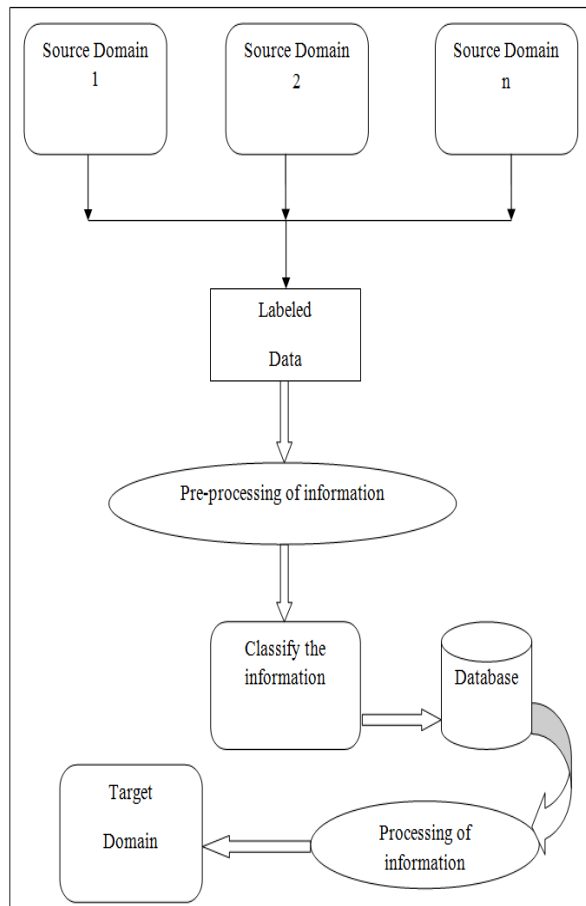 Source Domain
1
Source Domain
2
Source Domain
n
Labeled
Data
Pre-processing of information
Classify the
information
Database
Target
Domain
Processing of
information